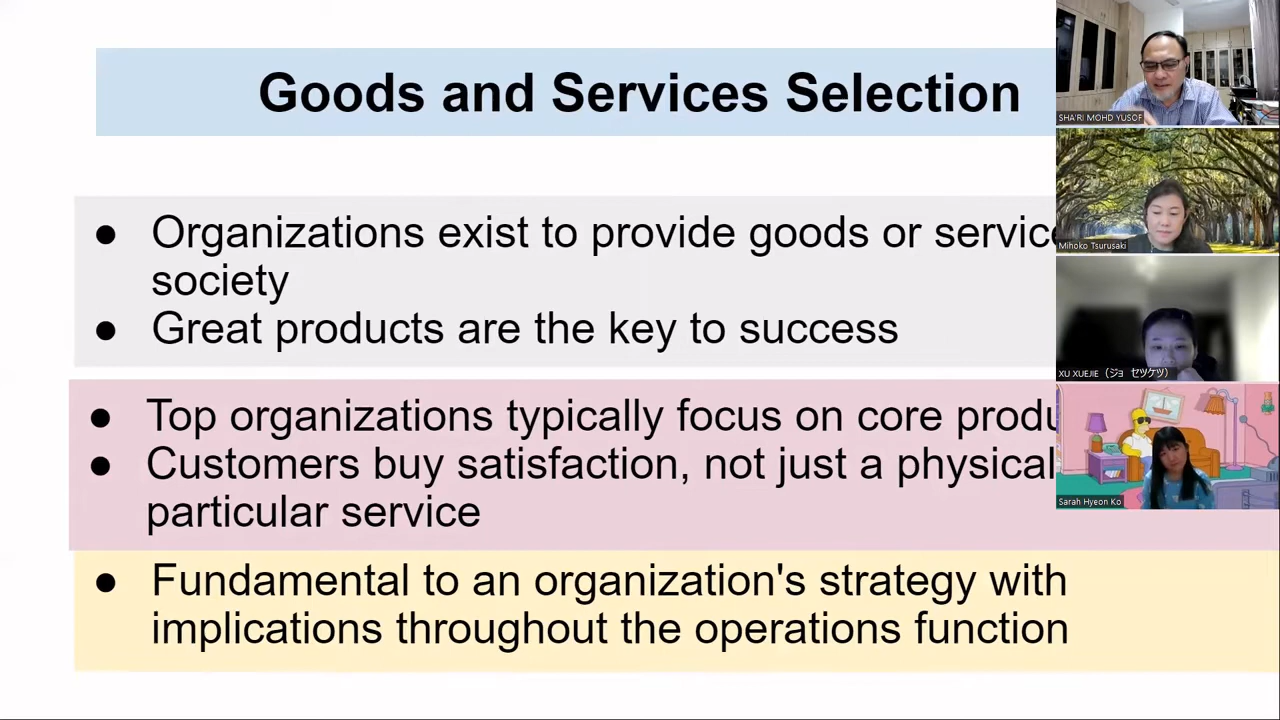 Goods and Services Selection
● Organizations exist to provide goods or service
society
● Great products are the key to success
● Top organizations typically focus on core produ
● Customers buy satisfaction, not just a physical
particular service
● Fundamental to an organization's strategy with
implications throughout the operations function
SHA'RI MOHD YUSOF
Mihoko Tsurusaki
XU XUEJIE (ジョ セツケツ)
Sarah Hyeon Ko